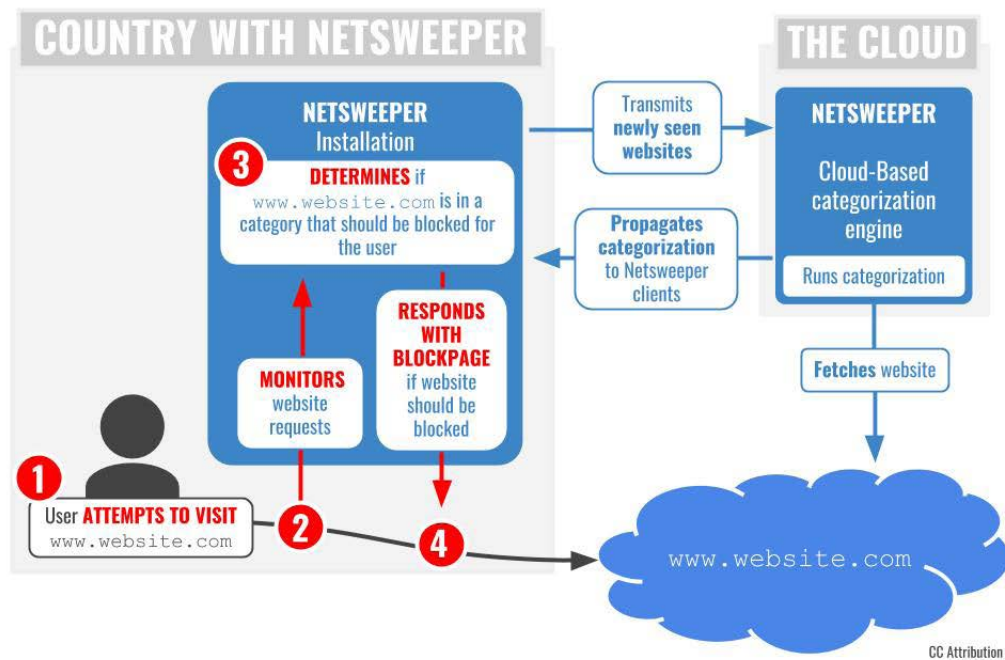 COUNTRY WITH NETSWEEPER
THE CLOUD
NETSWEEPER
Installation
3
DETERMINES if
www.website.com is in a
category that should be blocked for
the user
Transmits
newly seen
websites
NETSWEEPER
Cloud-Based
categorization
engine
Runs categorization
Propagates
categorization
to Netsweeper
clients
RESPONDS
WITH
BLOCKPAGE
if website
should be
blocked
MONITORS
website
requests
Fetches website
1
User ATTEMPTS TO VISIT
www.website.com
2
4
www.website.com
CC Attribution